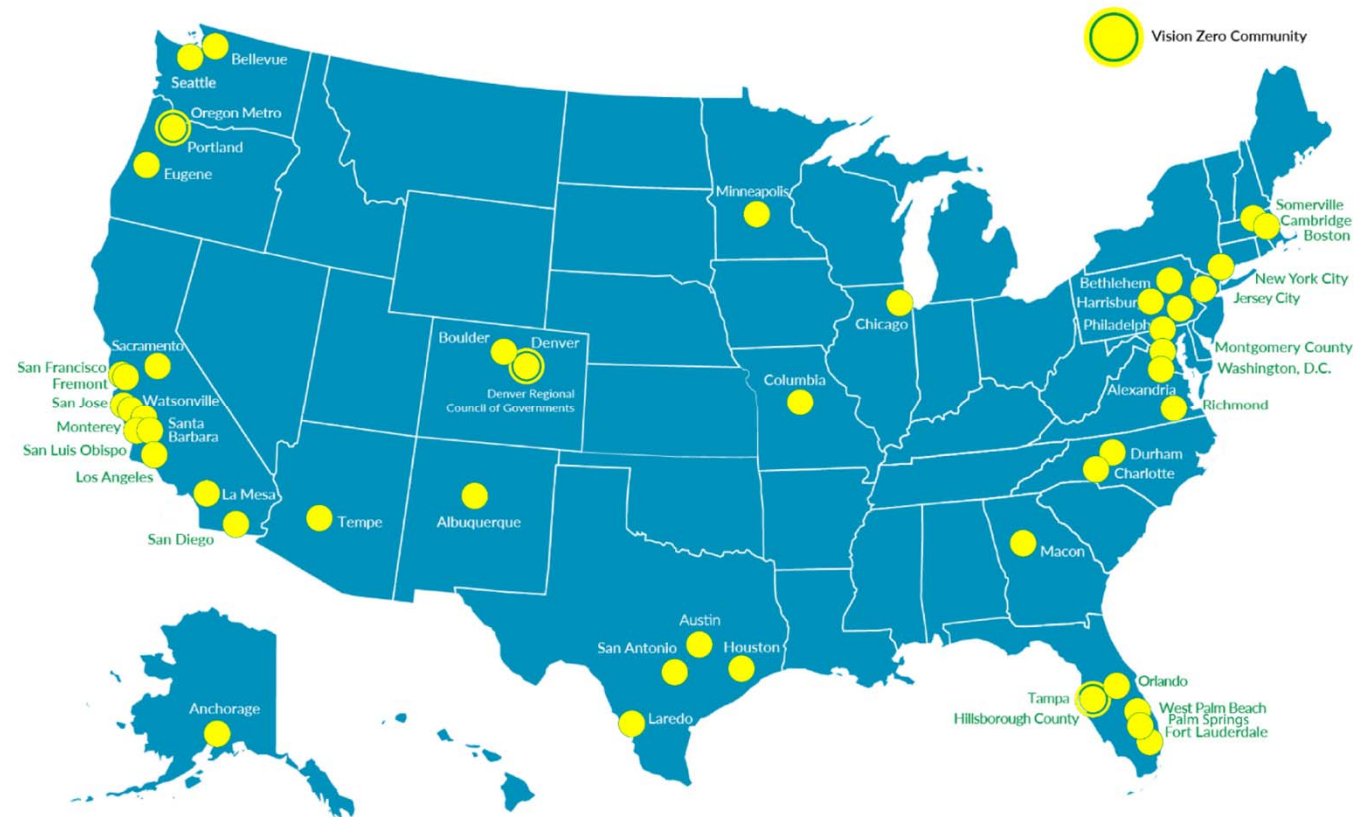 Vision Zero Community
Bellevue
Seattle
Oregon Metro
Portland
Eugene
Minneapolis
Somerville
Cambridge
Boston
New York City
Jersey City
Bethlehem
Harrisbur
Philadelph
Montgomery County
Washington, D.C.
Alexandria
Richmond
Chicago
Boulder
Denver
Denver Regional
Council of Governments
Columbia
Sacramento
San Francisco
Fremont
San Jose
Watsonville
Monterey
Santa
Barbara
San Luis Obispo
Los Angeles
La Mesa
San Diego
Tempe
Albuquerque
Durham
Charlotte
Macon
Austin
San Antonio
Houston
Laredo
Orlando
Tampa
Hillsborough County
West Palm Beach
Palm Springs
Fort Lauderdale
Anchorage